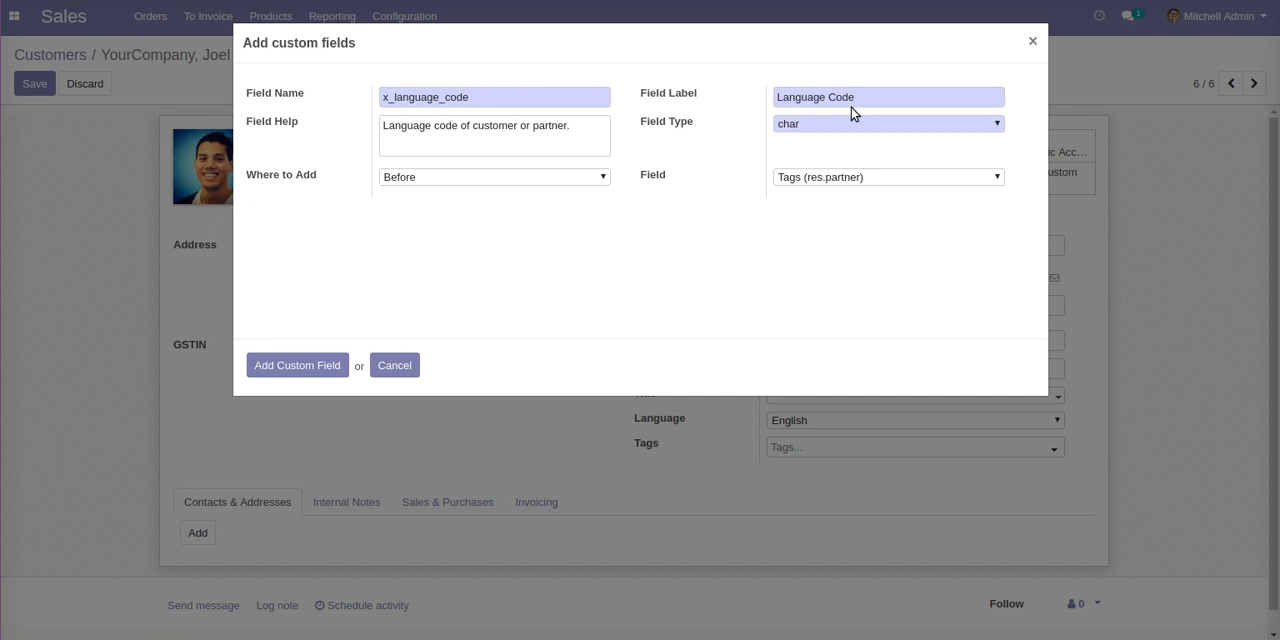 Sales
Orders
To Invoice
Products
Reporting
Configuration
1
Mitchell Admin
Customers / YourCompany, Joel
Save
Discard
6 / 6
Add custom fields
×
Field Name
x_language_code
Field Label
Language Code
Field Help
Language code of customer or partner.
Field Type
char
Where to Add
Before
Field
Tags (res.partner)
Add Custom Field
or
Cancel
Acc...
Address
GSTIN
Language
English
Tags
Tags...
Contacts & Addresses
Internal Notes
Sales & Purchases
Invoicing
Add
Send message
Log note
Schedule activity
Follow
0